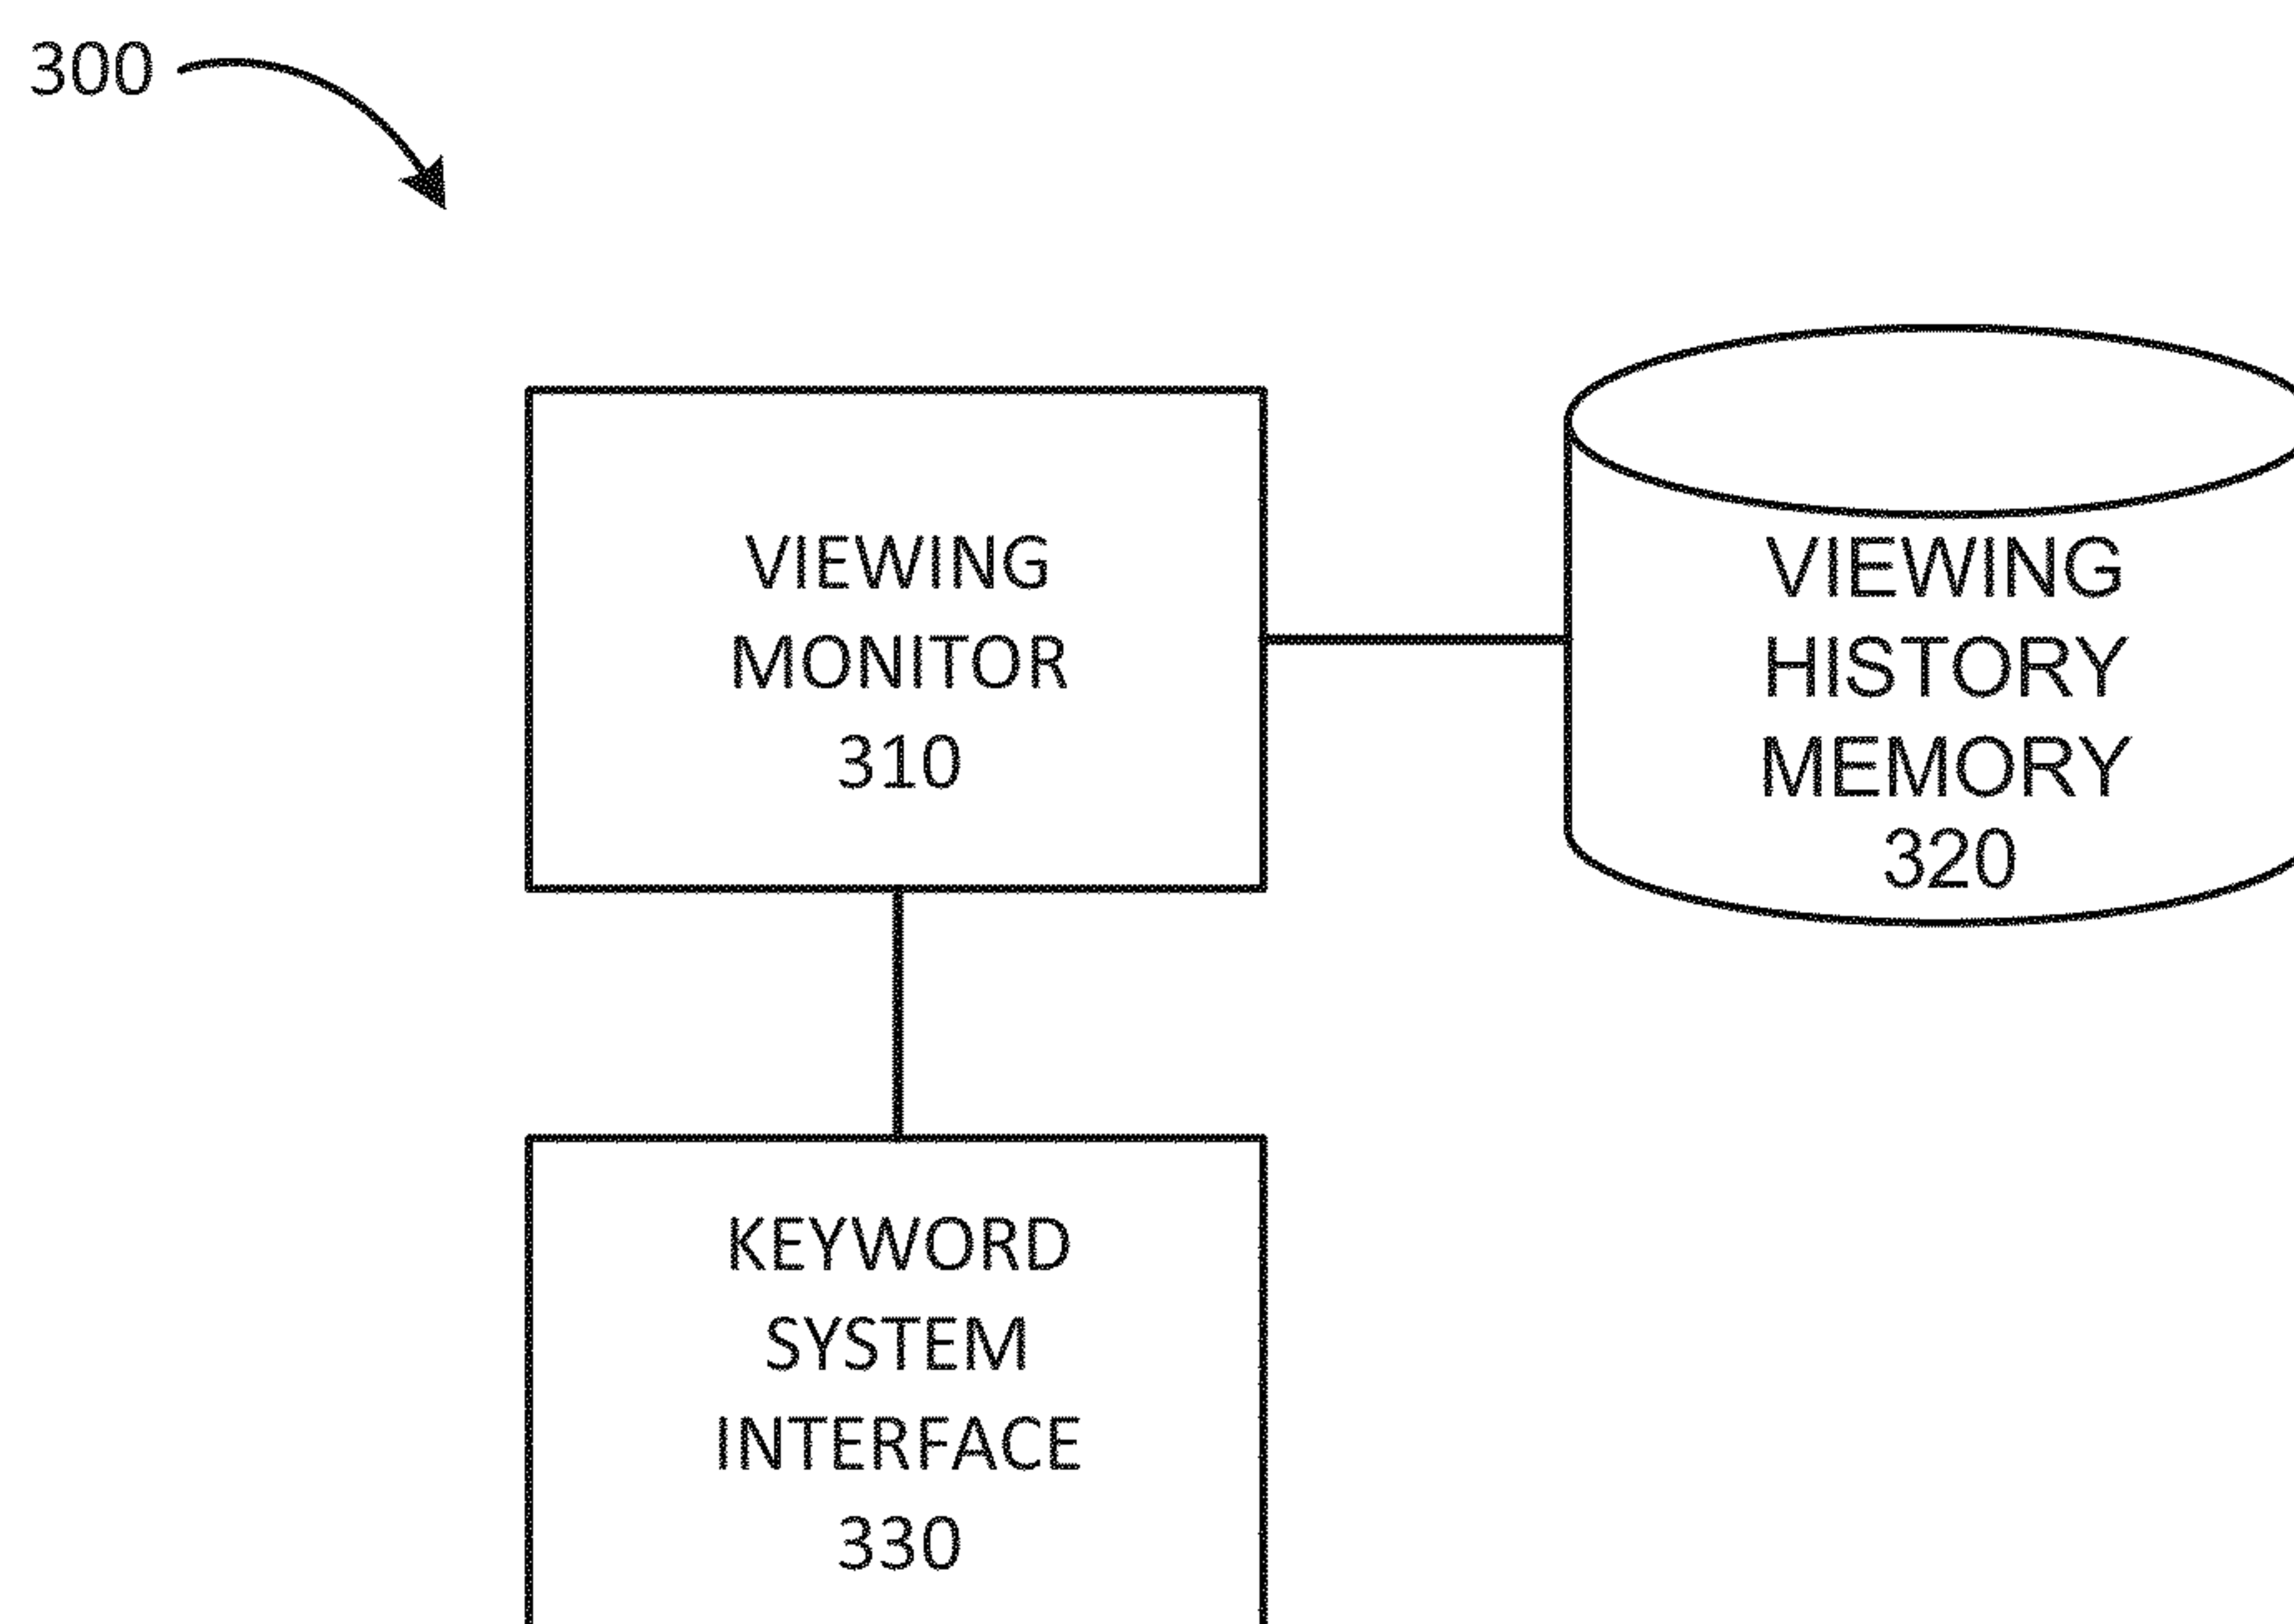 300
VIEWING
MONITOR
310
VIEWING
HISTORY
MEMORY
320
KEYWORD
SYSTEM
INTERFACE
330